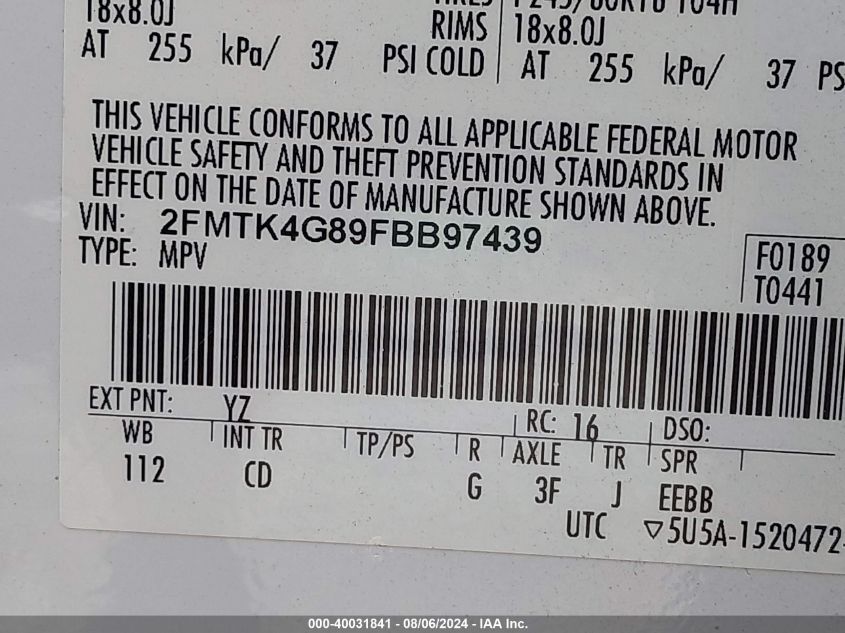 18x8.0J
RIMS 18x8.0J
AT 255 kPa/ 37 PSI COLD AT 255 kPa/ 37 PS
THIS VEHICLE CONFORMS TO ALL APPLICABLE FEDERAL MOTOR
VEHICLE SAFETY AND THEFT PREVENTION STANDARDS IN
EFFECT ON THE DATE OF MANUFACTURE SHOWN ABOVE.
VIN: 2FMTK4G89FBB97439
TYPE: MPV
F0189
T0441
EXT PNT: YZ RC: 16 DSO:
WB INT TR TP/PS R AXLE TR SPR
112 CD G 3F J EEBB
UTC ▽5U5A-1520472-
000-40031841 - 08/06/2024 - IAA Inc.